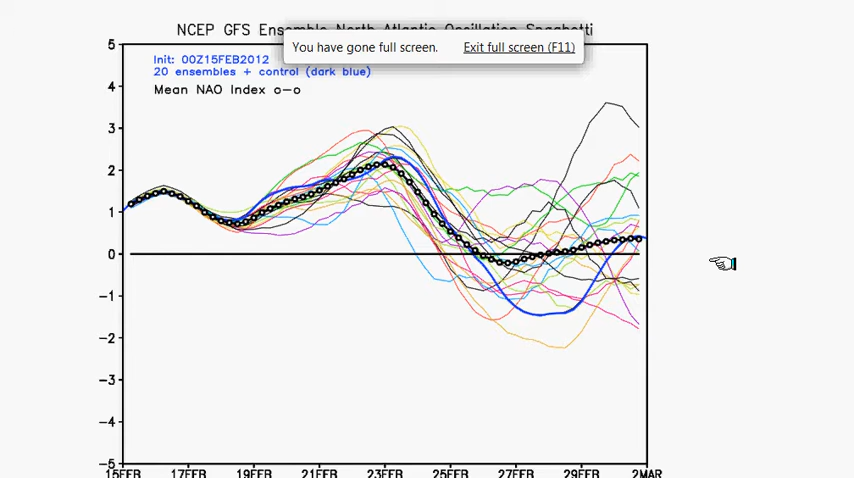 NCEP GFS Ensemble North Atlantic Oscillation Spaghetti
You have gone full screen. Exit full screen (F11)
Init: 00Z15FEB2012
20 ensembles + control (dark blue)
Mean NAO Index o—o
5
4
3
2
1
0
-1
-2
-3
-4
-5
15FEB 17FEB 19FEB 21FEB 23FEB 25FEB 27FEB 29FEB 2MAR